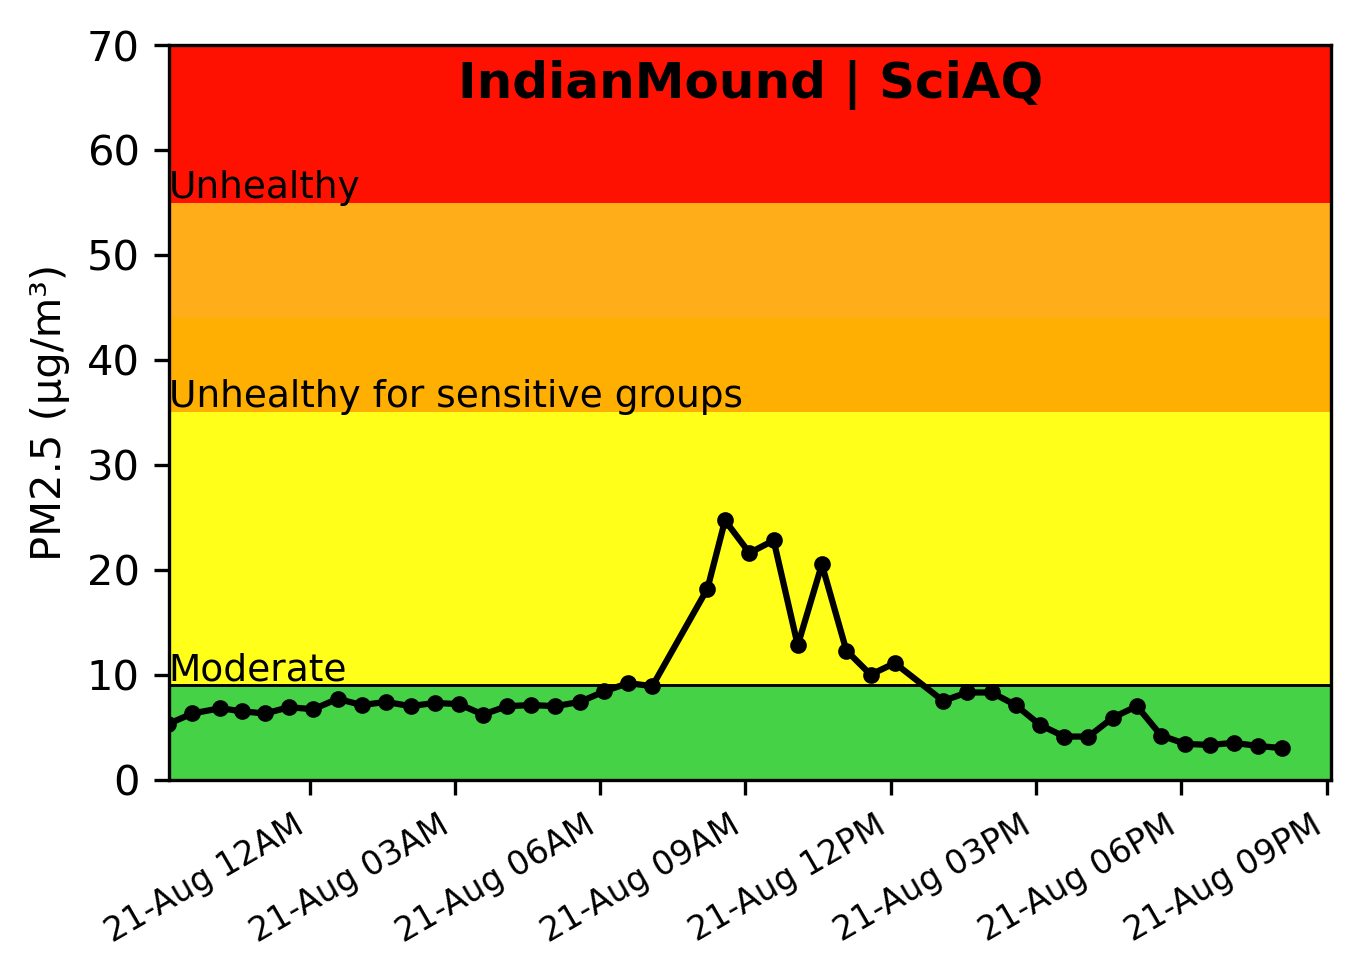 IndianMound | SciAQ
PM2.5 (µg/m³)
70
60
50
40
30
20
10
0
Unhealthy
Unhealthy for sensitive groups
Moderate
21-Aug 12AM
21-Aug 03AM
21-Aug 06AM
21-Aug 09AM
21-Aug 12PM
21-Aug 03PM
21-Aug 06PM
21-Aug 09PM